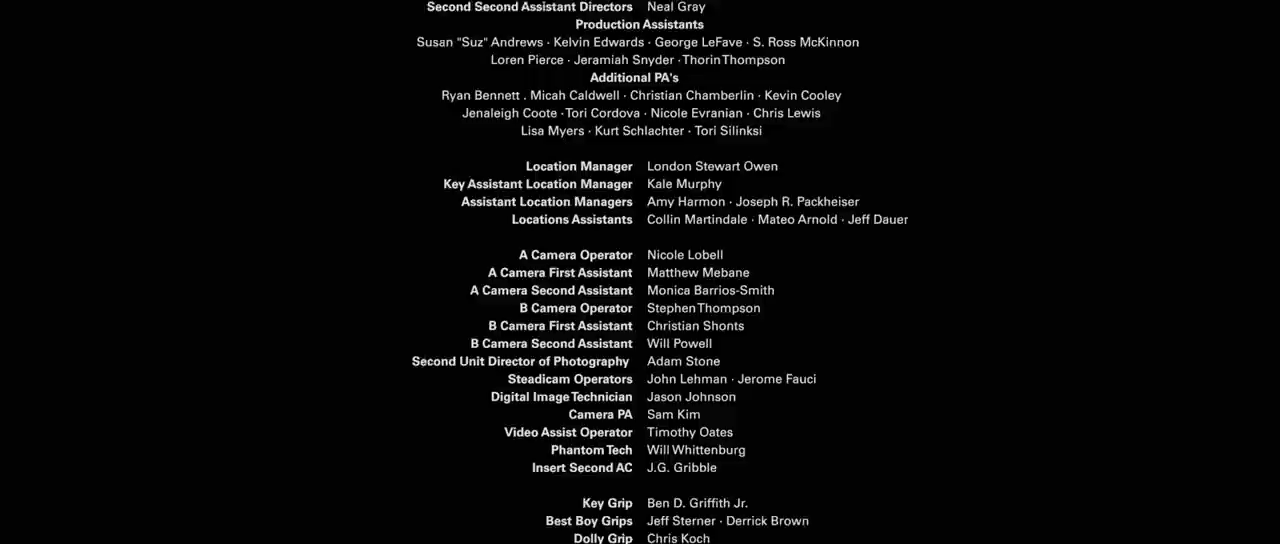 Second Second Assistant Directors Neal Gray
Production Assistants
Susan "Suz" Andrews · Kelvin Edwards · George LeFave · S. Ross McKinnon
Loren Pierce · Jeramiah Snyder · Thorin Thompson
Additional PA's
Ryan Bennett . Micah Caldwell · Christian Chamberlin · Kevin Cooley
Jenaleigh Coote · Tori Cordova · Nicole Evranian · Chris Lewis
Lisa Myers · Kurt Schlachter · Tori Silinksi
Location Manager London Stewart Owen
Key Assistant Location Manager Kale Murphy
Assistant Location Managers Amy Harmon · Joseph R. Packheiser
Locations Assistants Collin Martindale · Mateo Arnold · Jeff Dauer
A Camera Operator Nicole Lobell
A Camera First Assistant Matthew Mebane
A Camera Second Assistant Monica Barrios-Smith
B Camera Operator Stephen Thompson
B Camera First Assistant Christian Shonts
B Camera Second Assistant Will Powell
Second Unit Director of Photography Adam Stone
Steadicam Operators John Lehman · Jerome Fauci
Digital Image Technician Jason Johnson
Camera PA Sam Kim
Video Assist Operator Timothy Oates
Phantom Tech Will Whittenburg
Insert Second AC J.G. Gribble
Key Grip Ben D. Griffith Jr.
Best Boy Grips Jeff Sterner · Derrick Brown
Dolly Grip Chris Koch